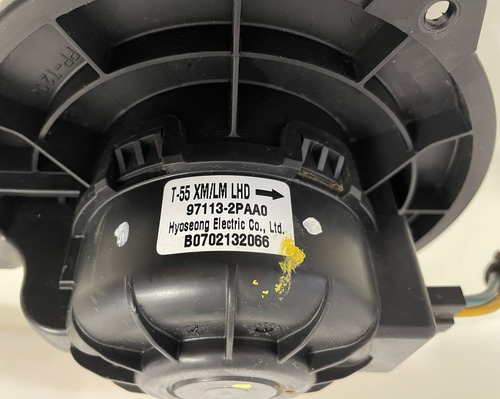 T-55 XM/LM LHD →
97113-2PAA0
Hyoseong Electric Co., Ltd.
B0702132066